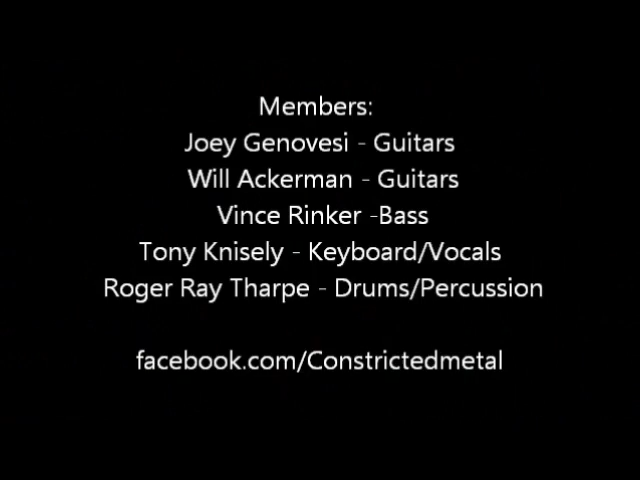 Members:
Joey Genovesi - Guitars
Will Ackerman - Guitars
Vince Rinker -Bass
Tony Knisely - Keyboard/Vocals
Roger Ray Tharpe - Drums/Percussion
facebook.com/Constrictedmetal